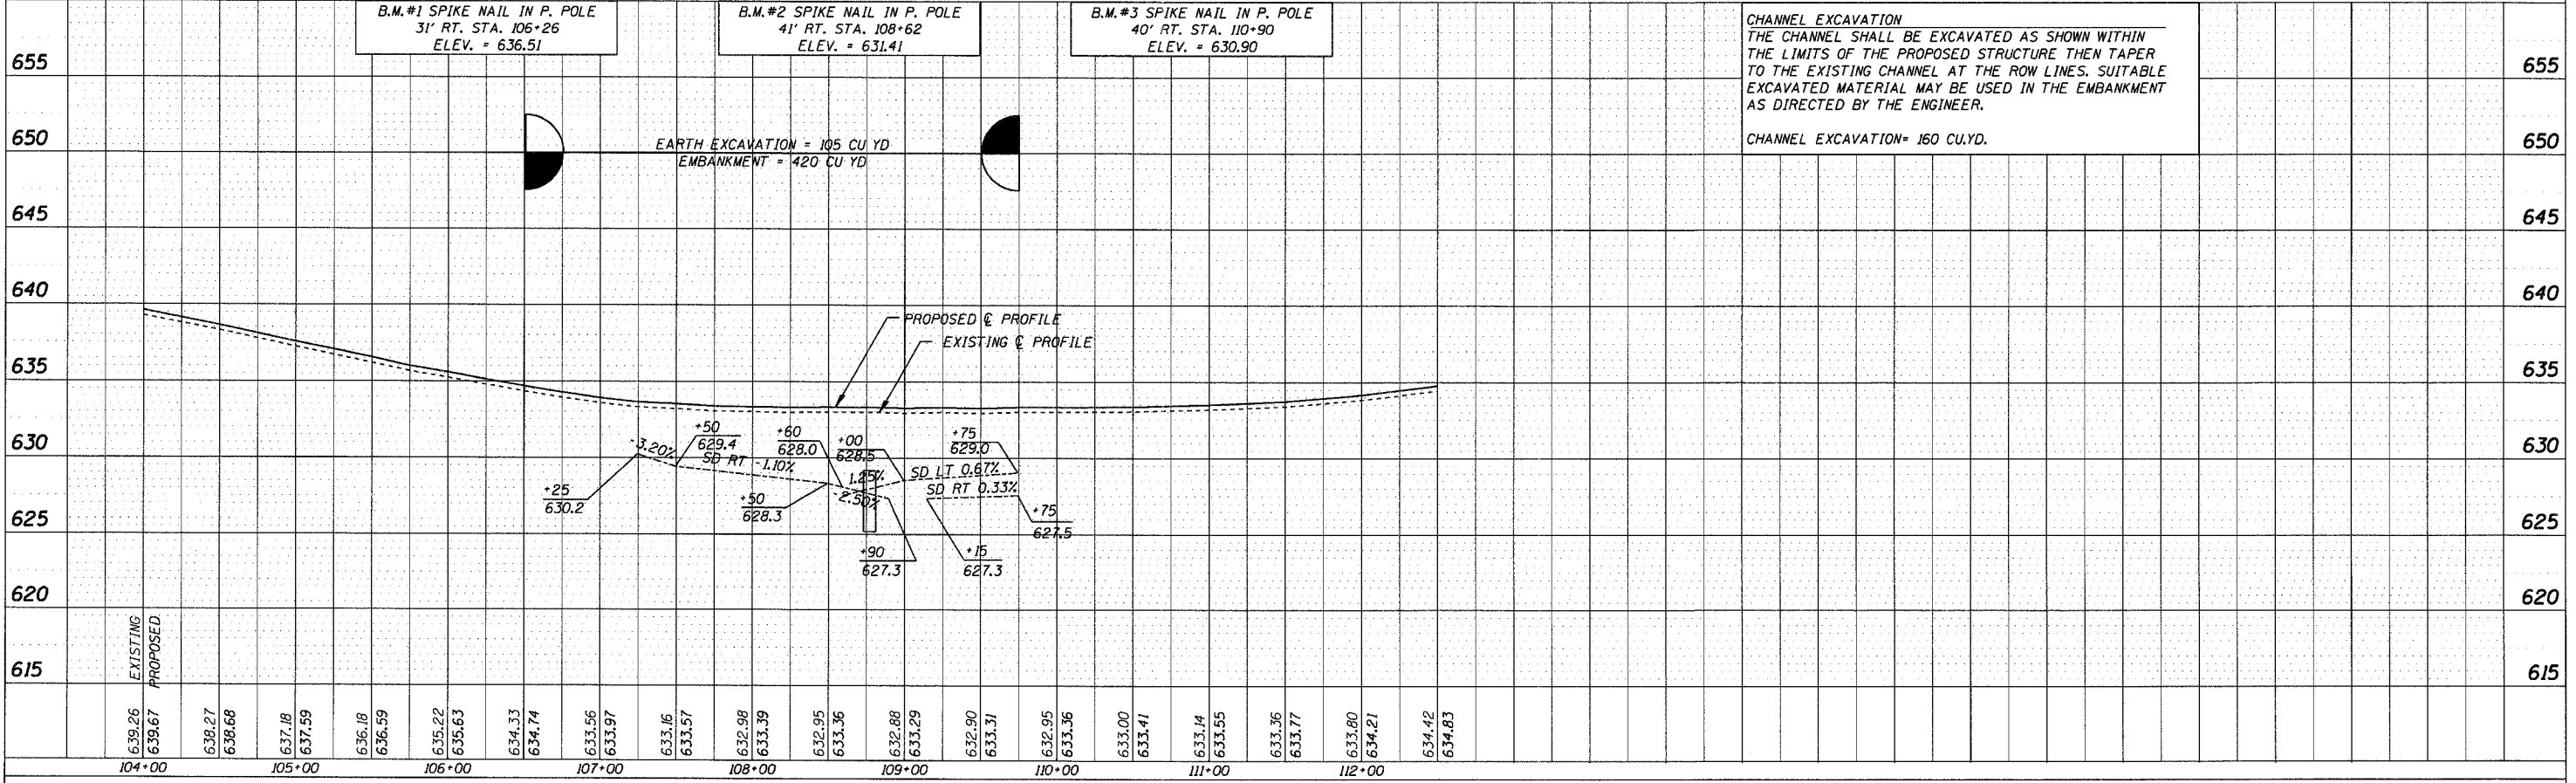 B.M.#1 SPIKE NAIL IN P. POLE
31' RT. STA. 106+26
ELEV. = 636.51
B.M.#2 SPIKE NAIL IN P. POLE
41' RT. STA. 108+62
ELEV. = 631.41
B.M.#3 SPIKE NAIL IN P. POLE
40' RT. STA. 110+90
ELEV. = 630.90
CHANNEL EXCAVATION
THE CHANNEL SHALL BE EXCAVATED AS SHOWN WITHIN
THE LIMITS OF THE PROPOSED STRUCTURE THEN TAPER
TO THE EXISTING CHANNEL AT THE ROW LINES. SUITABLE
EXCAVATED MATERIAL MAY BE USED IN THE EMBANKMENT
AS DIRECTED BY THE ENGINEER.
CHANNEL EXCAVATION= 160 CU.YD.
655 655
650 650
EARTH EXCAVATION = 105 CU YD
EMBANKMENT = 420 CU YD
645 645
640 640
PROPOSED ℄ PROFILE
EXISTING ℄ PROFILE
635 635
630 630
-3.20%
+50
629.4
SD RT -1.10%
+60
628.0
+00
628.5
+75
629.0
1.25%
SD LT 0.67%
-2.50%
SD RT 0.33%
+25
630.2
+50
628.3
+75
627.5
625 625
+90
627.3
+15
627.3
620 620
EXISTING
PROPOSED
615 615
639.26
639.67
638.27
638.68
637.18
637.59
636.18
636.59
635.22
635.63
634.33
634.74
633.56
633.97
633.16
633.57
632.98
633.39
632.95
633.36
632.88
633.29
632.90
633.31
632.95
633.36
633.00
633.41
633.14
633.55
633.36
633.77
633.80
634.21
634.42
634.83
104+00 105+00 106+00 107+00 108+00 109+00 110+00 111+00 112+00